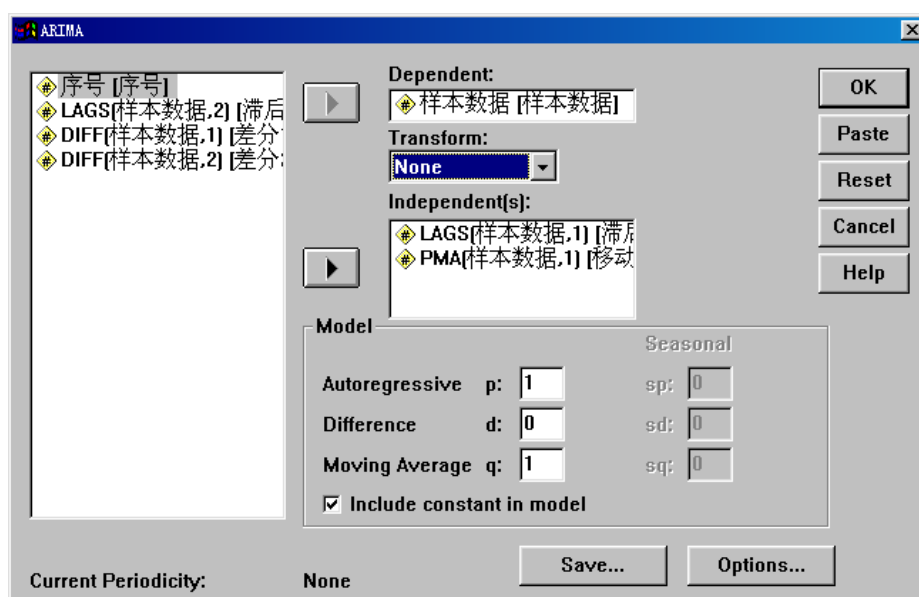 ARIMA
序号 [序号]
LAGS(样本数据,2) [滞后
DIFF(样本数据,1) [差分
DIFF(样本数据,2) [差分
Dependent:
样本数据 [样本数据]
Transform:
None
Independent(s):
LAGS(样本数据,1) [滞后
PMA(样本数据,1) [移动
OK
Paste
Reset
Cancel
Help
Model
Seasonal
Autoregressive p: 1 sp: 0
Difference d: 0 sd: 0
Moving Average q: 1 sq: 0
Include constant in model
Save... Options...
Current Periodicity: None